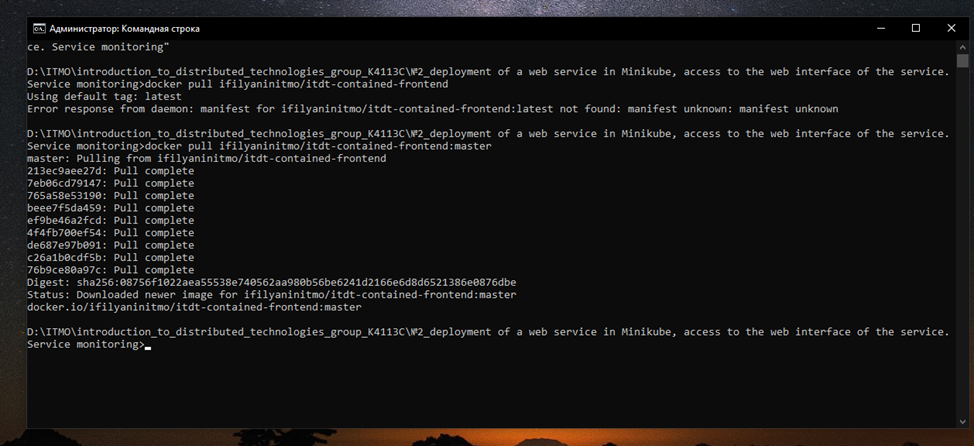 Администратор: Командная строка
ce. Service monitoring"
D:\ITMO\introduction_to_distributed_technologies_group_K4113C\№2_deployment of a web service in Minikube, access to the web interface of the service.
Service monitoring>docker pull ifilyaninitmo/itdt-contained-frontend
Using default tag: latest
Error response from daemon: manifest for ifilyaninitmo/itdt-contained-frontend:latest not found: manifest unknown: manifest unknown
D:\ITMO\introduction_to_distributed_technologies_group_K4113C\№2_deployment of a web service in Minikube, access to the web interface of the service.
Service monitoring>docker pull ifilyaninitmo/itdt-contained-frontend:master
master: Pulling from ifilyaninitmo/itdt-contained-frontend
213ec9aee27d: Pull complete
7eb06cd79147: Pull complete
765a58e53190: Pull complete
beee7f5da459: Pull complete
ef9be46a2fcd: Pull complete
4f4fb700ef54: Pull complete
de687e97b091: Pull complete
c26a1b0cdf5b: Pull complete
76b9ce80a97c: Pull complete
Digest: sha256:08756f1022aea55538e740562aa980b56be6241d2166e6d8d6521386e0876dbe
Status: Downloaded newer image for ifilyaninitmo/itdt-contained-frontend:master
docker.io/ifilyaninitmo/itdt-contained-frontend:master
D:\ITMO\introduction_to_distributed_technologies_group_K4113C\№2_deployment of a web service in Minikube, access to the web interface of the service.
Service monitoring>